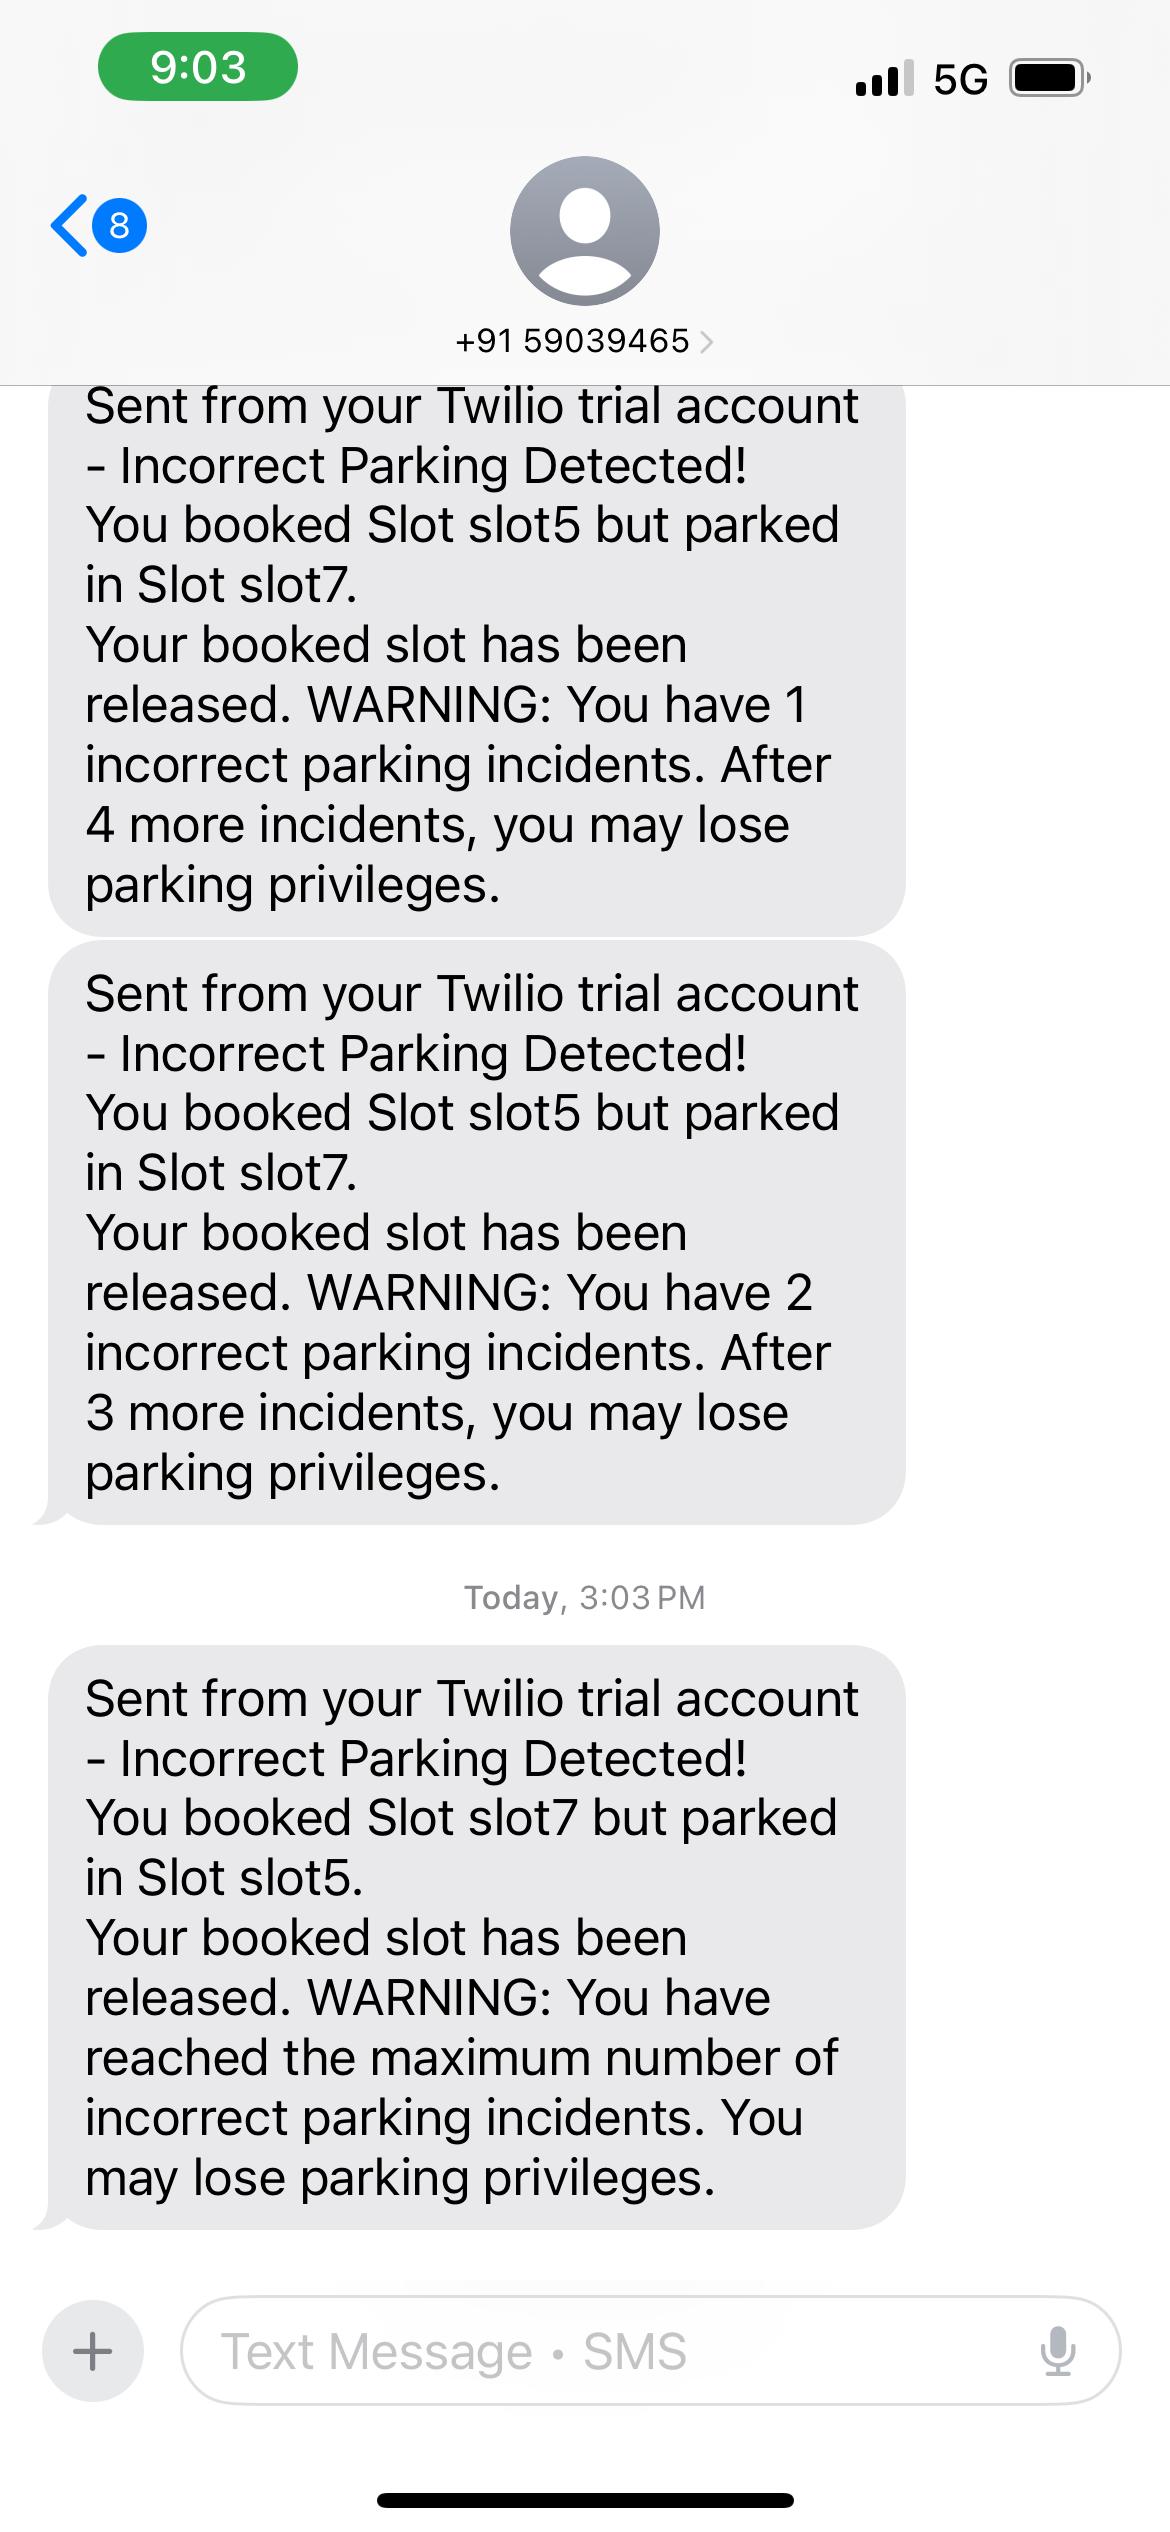 9:03
5G
8
+91 59039465
Sent from your Twilio trial account
- Incorrect Parking Detected!
You booked Slot slot5 but parked
in Slot slot7.
Your booked slot has been
released. WARNING: You have 1
incorrect parking incidents. After
4 more incidents, you may lose
parking privileges.
Sent from your Twilio trial account
- Incorrect Parking Detected!
You booked Slot slot5 but parked
in Slot slot7.
Your booked slot has been
released. WARNING: You have 2
incorrect parking incidents. After
3 more incidents, you may lose
parking privileges.
Today, 3:03 PM
Sent from your Twilio trial account
- Incorrect Parking Detected!
You booked Slot slot7 but parked
in Slot slot5.
Your booked slot has been
released. WARNING: You have
reached the maximum number of
incorrect parking incidents. You
may lose parking privileges.
Text Message • SMS